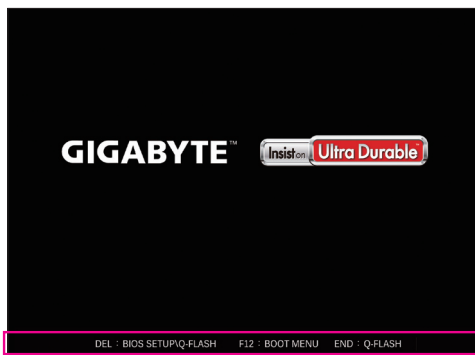 GIGABYTE™ Insist on Ultra Durable™
DEL : BIOS SETUP\Q-FLASH F12 : BOOT MENU END : Q-FLASH